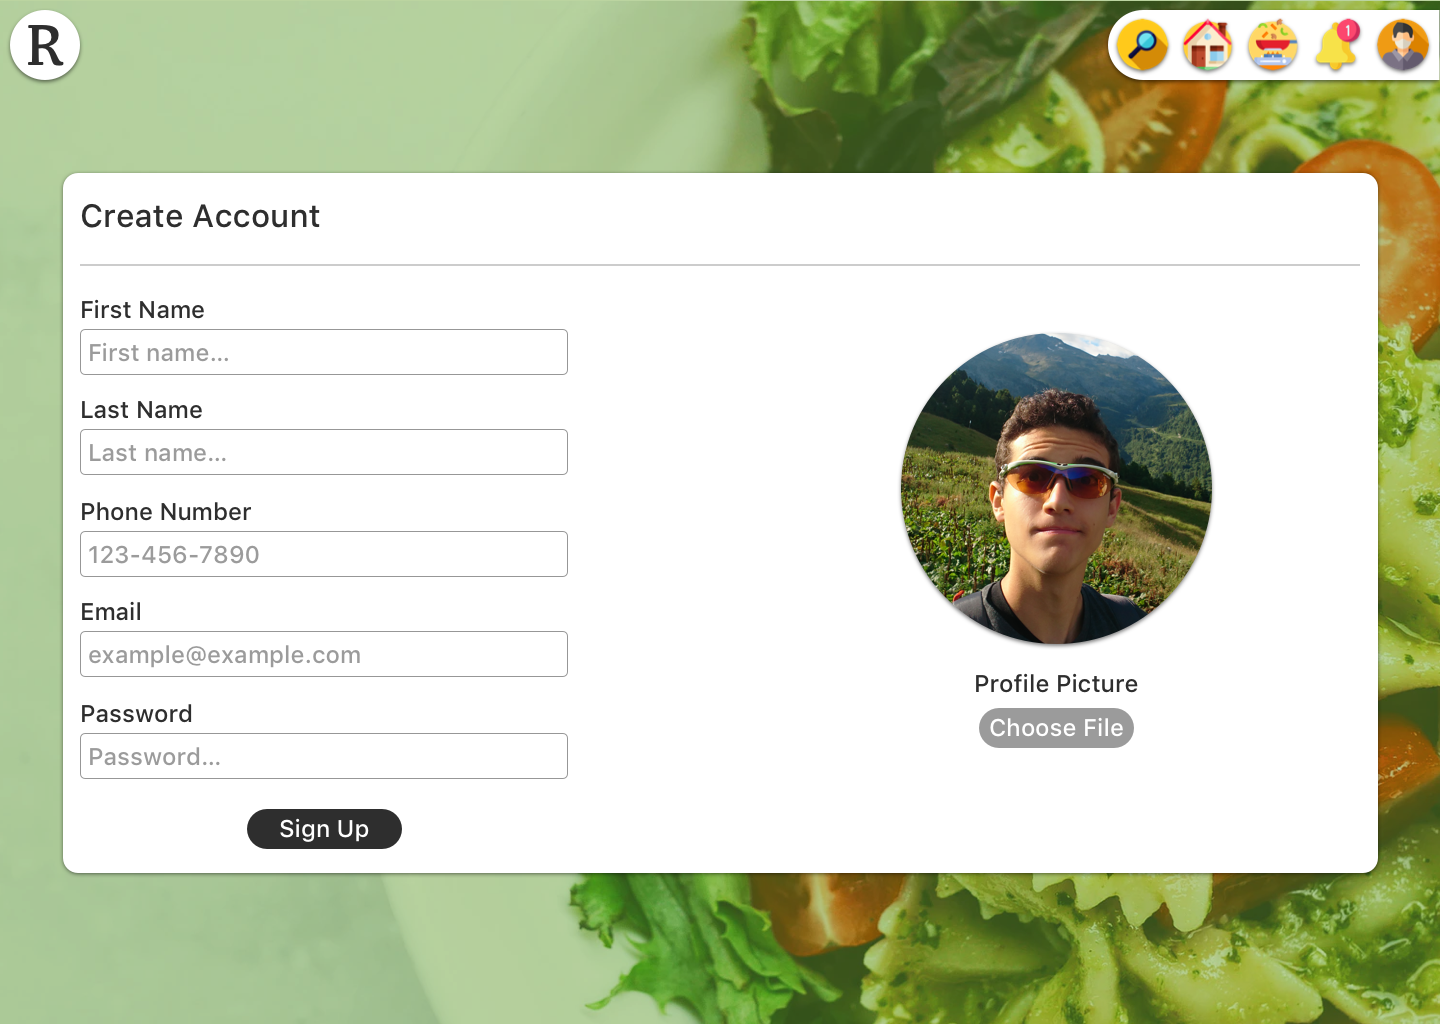 R
1
Create Account
First Name
First name...
Last Name
Last name...
Phone Number
123-456-7890
Email
example@example.com
Password
Password...
Sign Up
Profile Picture
Choose File